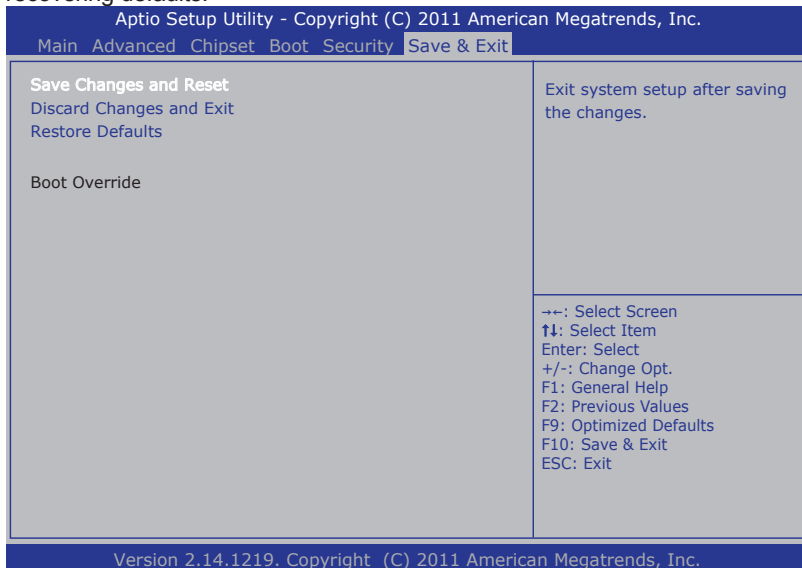 recovering defaults.
Aptio Setup Utility - Copyright (C) 2011 American Megatrends, Inc.
Main Advanced Chipset Boot Security Save & Exit
Save Changes and Reset
Discard Changes and Exit
Restore Defaults
Boot Override
Exit system setup after saving
the changes.
→←: Select Screen
↑↓: Select Item
Enter: Select
+/-: Change Opt.
F1: General Help
F2: Previous Values
F9: Optimized Defaults
F10: Save & Exit
ESC: Exit
Version 2.14.1219. Copyright (C) 2011 American Megatrends, Inc.